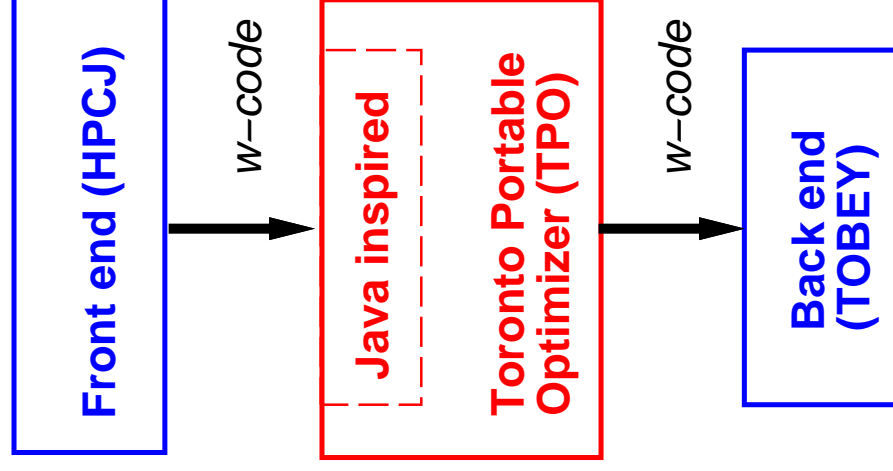 Front end (HPCJ)
w−code
Java inspired
Toronto Portable
Optimizer (TPO)
w−code
Back end
(TOBEY)